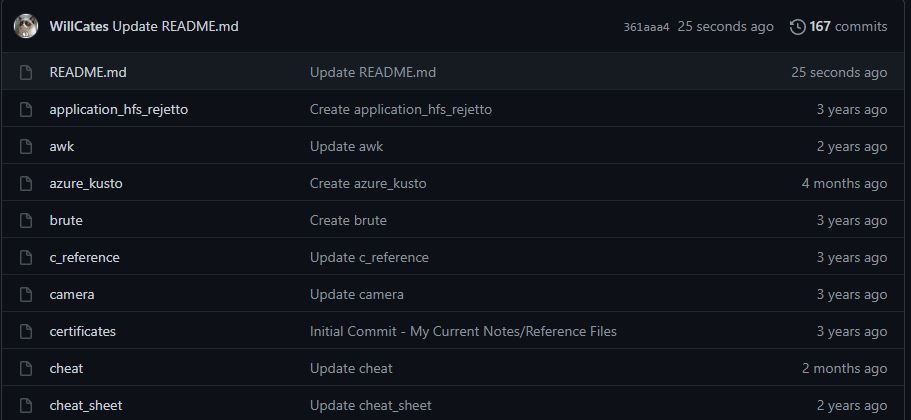 WillCates Update README.md 361aaa4 25 seconds ago 167 commits
README.md Update README.md 25 seconds ago
application_hfs_rejetto Create application_hfs_rejetto 3 years ago
awk Update awk 2 years ago
azure_kusto Create azure_kusto 4 months ago
brute Create brute 3 years ago
c_reference Update c_reference 3 years ago
camera Update camera 3 years ago
certificates Initial Commit - My Current Notes/Reference Files 3 years ago
cheat Update cheat 2 months ago
cheat_sheet Update cheat_sheet 2 years ago